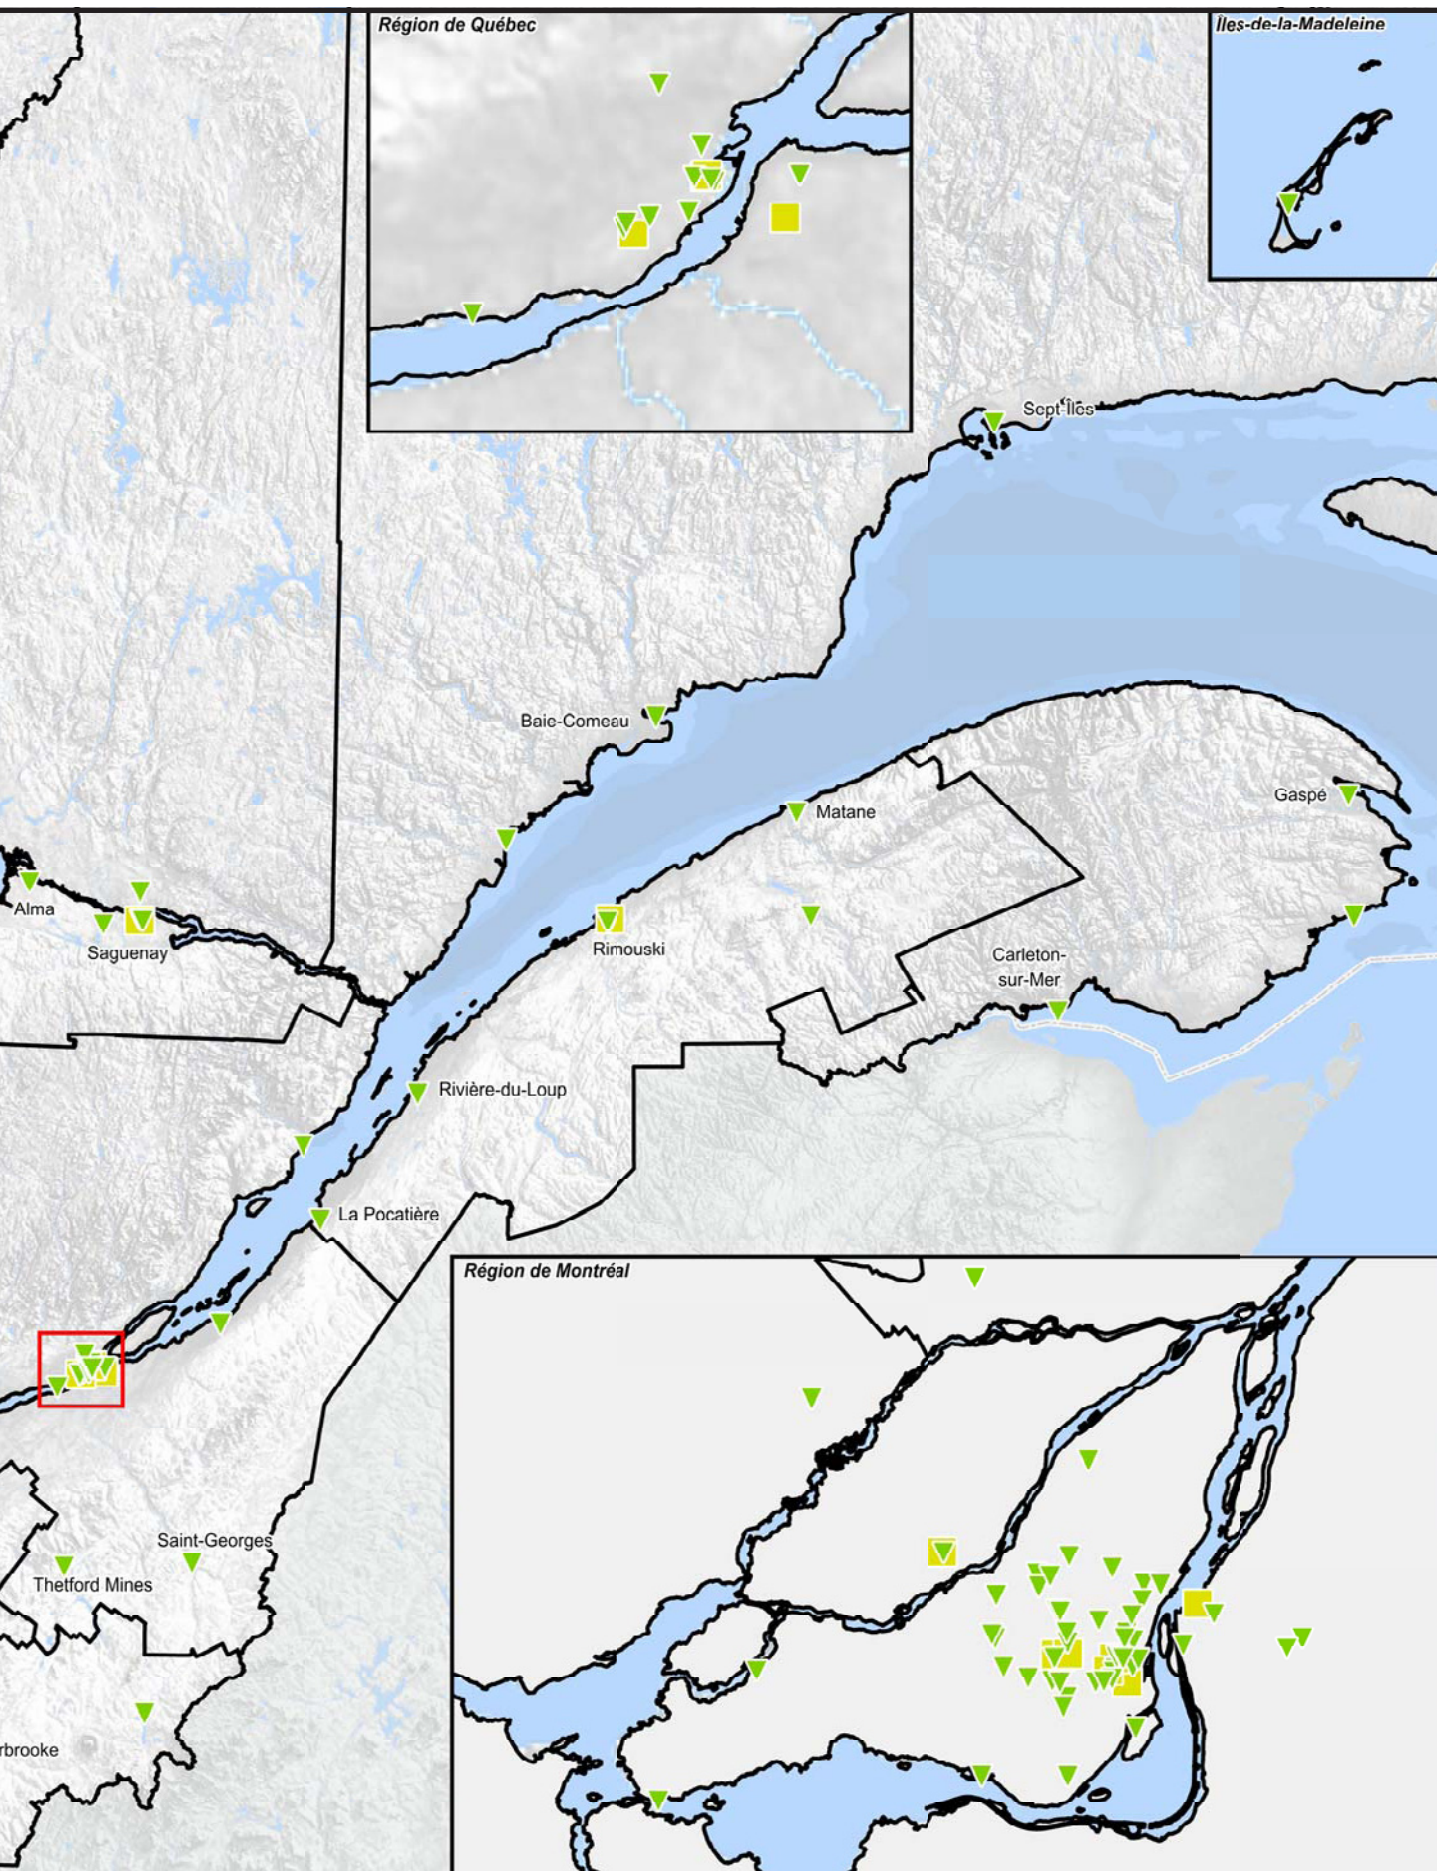 Région de Québec
Îles-de-la-Madeleine
Sept-Îles
Baie-Comeau
Gaspé
Matane
Alma
Saguenay
Rimouski
Carleton-
sur-Mer
Rivière-du-Loup
La Pocatière
Région de Montréal
Saint-Georges
Thetford Mines
rbrooke